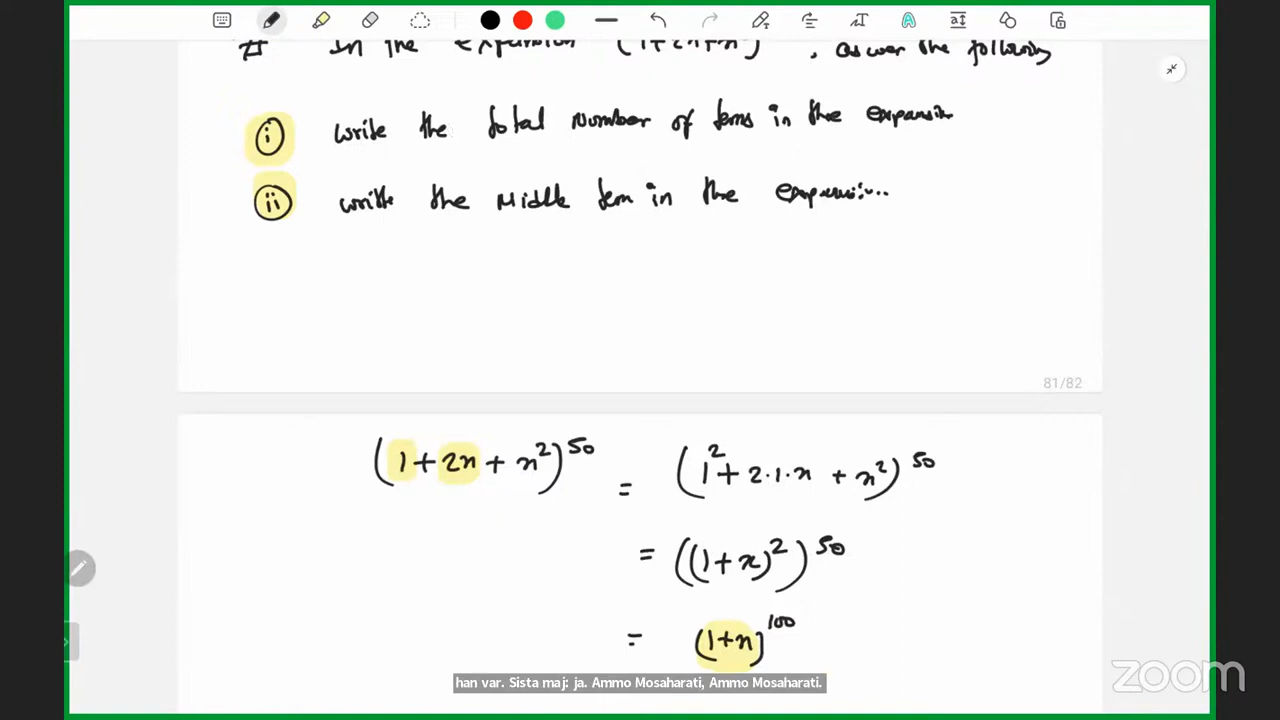 # In the expansion (1+2x+x²) , answer the following
(i) write the total Number of terms in the expansion
(ii) write the Middle term in the expansion..
81/82
(1 + 2x + x²)⁵⁰ = (1² + 2·1·x + x²)⁵⁰
= ((1+x)²)⁵⁰
= (1+x)¹⁰⁰
han var. Sista maj: ja. Ammo Mosaharati, Ammo Mosaharati.
zoom